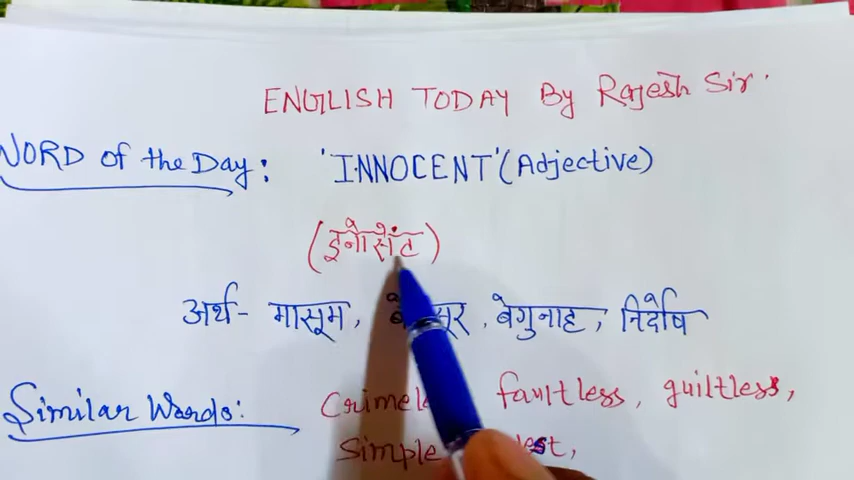 ENGLISH TODAY By Rajesh Sir
WORD of the Day: 'INNOCENT' (Adjective)
(इनोसेंट)
अर्थ- मासूम, बेगुनाह, निर्दोष
Similar Words: faultless, guiltless,
Simple